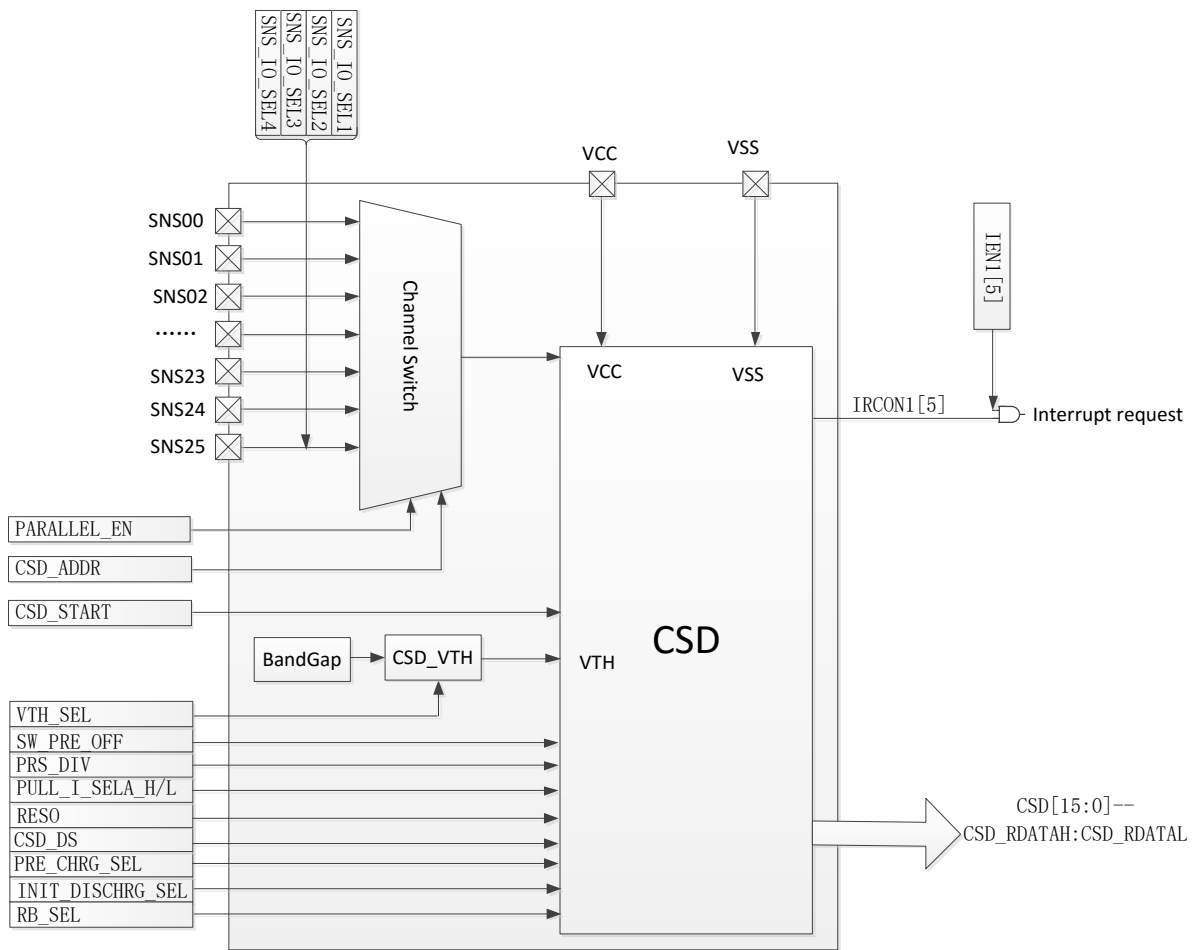 SNS_IO_SEL1
SNS_IO_SEL2
SNS_IO_SEL3
SNS_IO_SEL4
VCC
VSS
SNS00
SNS01
SNS02
......
SNS23
SNS24
SNS25
Channel Switch
IEN1[5]
VCC
VSS
IRCON1[5]
Interrupt request
PARALLEL_EN
CSD_ADDR
CSD_START
CSD
BandGap
CSD_VTH
VTH
VTH_SEL
SW_PRE_OFF
PRS_DIV
PULL_I_SELA_H/L
RESO
CSD_DS
PRE_CHRG_SEL
INIT_DISCHRG_SEL
RB_SEL
CSD[15:0]--
CSD_RDATAH:CSD_RDATAL